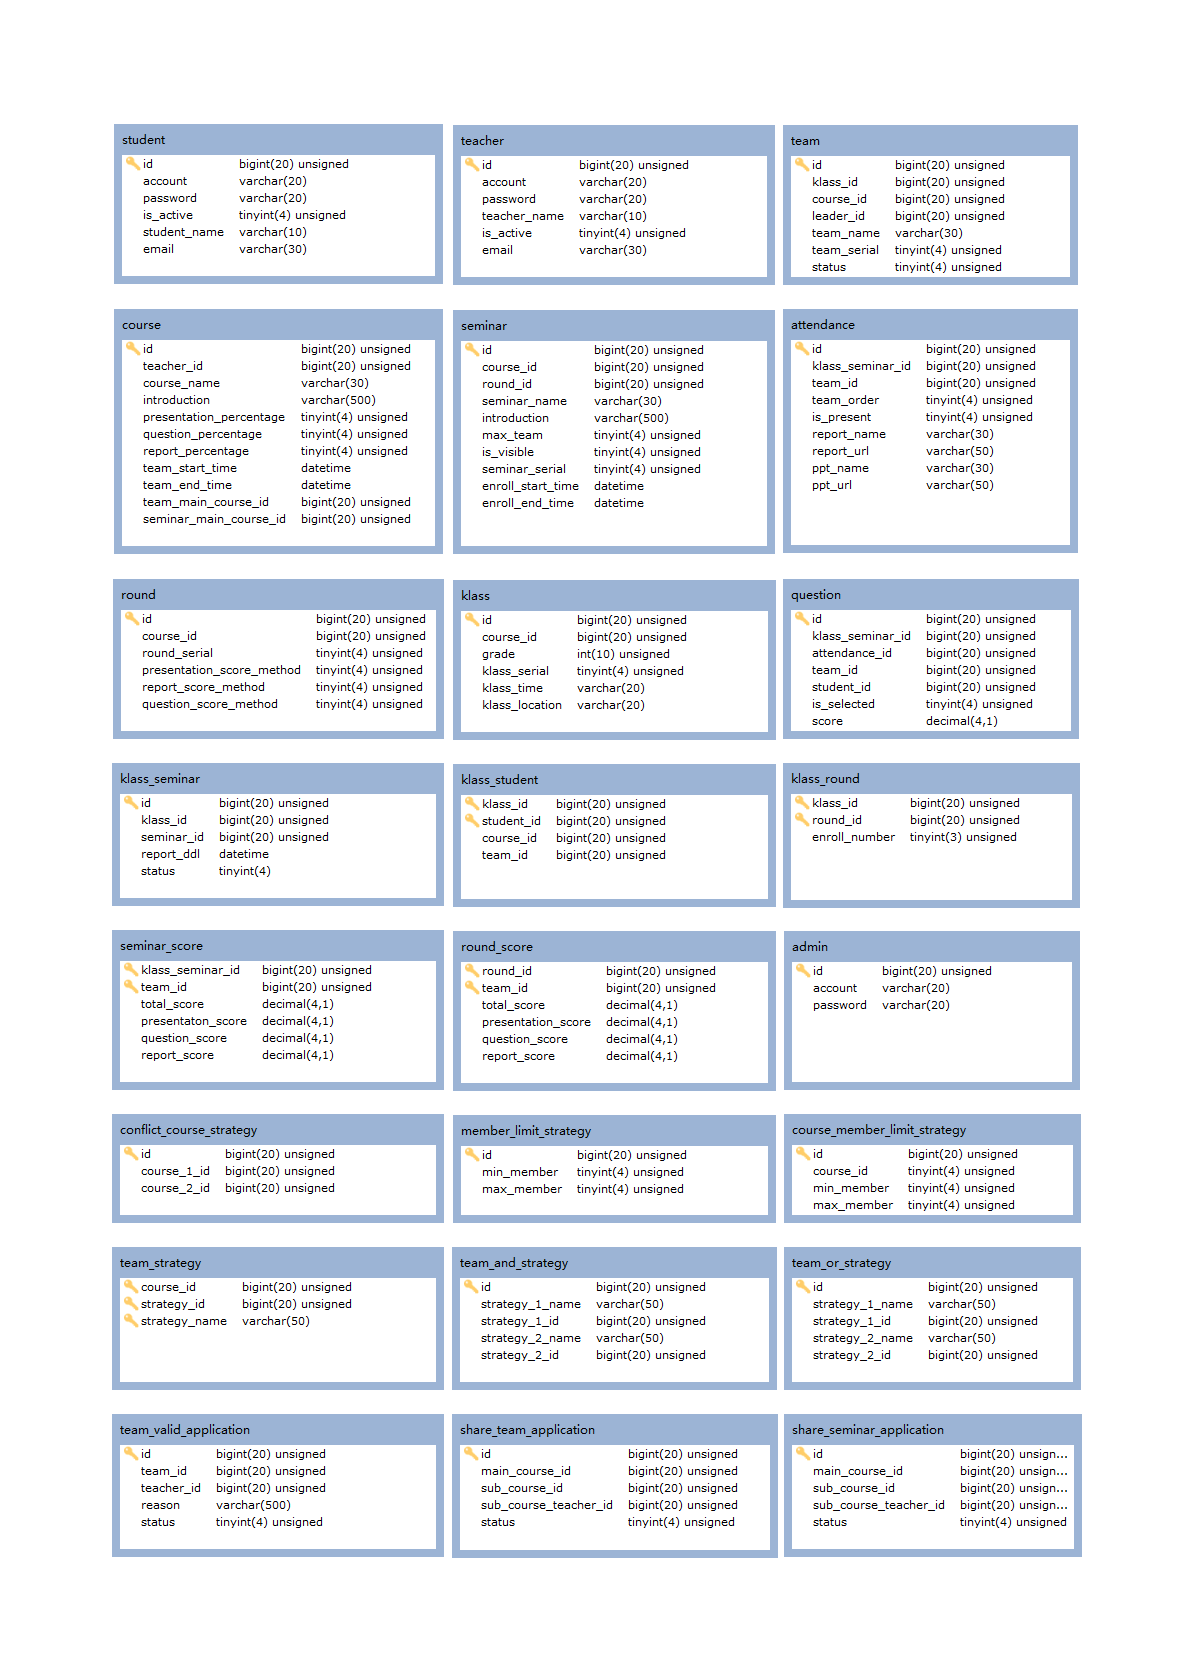 student
id bigint(20) unsigned
account varchar(20)
password varchar(20)
is_active tinyint(4) unsigned
student_name varchar(10)
email varchar(30)
teacher
id bigint(20) unsigned
account varchar(20)
password varchar(20)
teacher_name varchar(10)
is_active tinyint(4) unsigned
email varchar(30)
team
id bigint(20) unsigned
klass_id bigint(20) unsigned
course_id bigint(20) unsigned
leader_id bigint(20) unsigned
team_name varchar(30)
team_serial tinyint(4) unsigned
status tinyint(4) unsigned
course
id bigint(20) unsigned
teacher_id bigint(20) unsigned
course_name varchar(30)
introduction varchar(500)
presentation_percentage tinyint(4) unsigned
question_percentage tinyint(4) unsigned
report_percentage tinyint(4) unsigned
team_start_time datetime
team_end_time datetime
team_main_course_id bigint(20) unsigned
seminar_main_course_id bigint(20) unsigned
seminar
id bigint(20) unsigned
course_id bigint(20) unsigned
round_id bigint(20) unsigned
seminar_name varchar(30)
introduction varchar(500)
max_team tinyint(4) unsigned
is_visible tinyint(4) unsigned
seminar_serial tinyint(4) unsigned
enroll_start_time datetime
enroll_end_time datetime
attendance
id bigint(20) unsigned
klass_seminar_id bigint(20) unsigned
team_id bigint(20) unsigned
team_order tinyint(4) unsigned
is_present tinyint(4) unsigned
report_name varchar(30)
report_url varchar(50)
ppt_name varchar(30)
ppt_url varchar(50)
round
id bigint(20) unsigned
course_id bigint(20) unsigned
round_serial tinyint(4) unsigned
presentation_score_method tinyint(4) unsigned
report_score_method tinyint(4) unsigned
question_score_method tinyint(4) unsigned
klass
id bigint(20) unsigned
course_id bigint(20) unsigned
grade int(10) unsigned
klass_serial tinyint(4) unsigned
klass_time varchar(20)
klass_location varchar(20)
question
id bigint(20) unsigned
klass_seminar_id bigint(20) unsigned
attendance_id bigint(20) unsigned
team_id bigint(20) unsigned
student_id bigint(20) unsigned
is_selected tinyint(4) unsigned
score decimal(4,1)
klass_seminar
id bigint(20) unsigned
klass_id bigint(20) unsigned
seminar_id bigint(20) unsigned
report_ddl datetime
status tinyint(4)
klass_student
klass_id bigint(20) unsigned
student_id bigint(20) unsigned
course_id bigint(20) unsigned
team_id bigint(20) unsigned
klass_round
klass_id bigint(20) unsigned
round_id bigint(20) unsigned
enroll_number tinyint(3) unsigned
seminar_score
klass_seminar_id bigint(20) unsigned
team_id bigint(20) unsigned
total_score decimal(4,1)
presentaton_score decimal(4,1)
question_score decimal(4,1)
report_score decimal(4,1)
round_score
round_id bigint(20) unsigned
team_id bigint(20) unsigned
total_score decimal(4,1)
presentation_score decimal(4,1)
question_score decimal(4,1)
report_score decimal(4,1)
admin
id bigint(20) unsigned
account varchar(20)
password varchar(20)
conflict_course_strategy
id bigint(20) unsigned
course_1_id bigint(20) unsigned
course_2_id bigint(20) unsigned
member_limit_strategy
id bigint(20) unsigned
min_member tinyint(4) unsigned
max_member tinyint(4) unsigned
course_member_limit_strategy
id bigint(20) unsigned
course_id tinyint(4) unsigned
min_member tinyint(4) unsigned
max_member tinyint(4) unsigned
team_strategy
course_id bigint(20) unsigned
strategy_id bigint(20) unsigned
strategy_name varchar(50)
team_and_strategy
id bigint(20) unsigned
strategy_1_name varchar(50)
strategy_1_id bigint(20) unsigned
strategy_2_name varchar(50)
strategy_2_id bigint(20) unsigned
team_or_strategy
id bigint(20) unsigned
strategy_1_name varchar(50)
strategy_1_id bigint(20) unsigned
strategy_2_name varchar(50)
strategy_2_id bigint(20) unsigned
team_valid_application
id bigint(20) unsigned
team_id bigint(20) unsigned
teacher_id bigint(20) unsigned
reason varchar(500)
status tinyint(4) unsigned
share_team_application
id bigint(20) unsigned
main_course_id bigint(20) unsigned
sub_course_id bigint(20) unsigned
sub_course_teacher_id bigint(20) unsigned
status tinyint(4) unsigned
share_seminar_application
id bigint(20) unsign...
main_course_id bigint(20) unsign...
sub_course_id bigint(20) unsign...
sub_course_teacher_id bigint(20) unsign...
status tinyint(4) unsigned